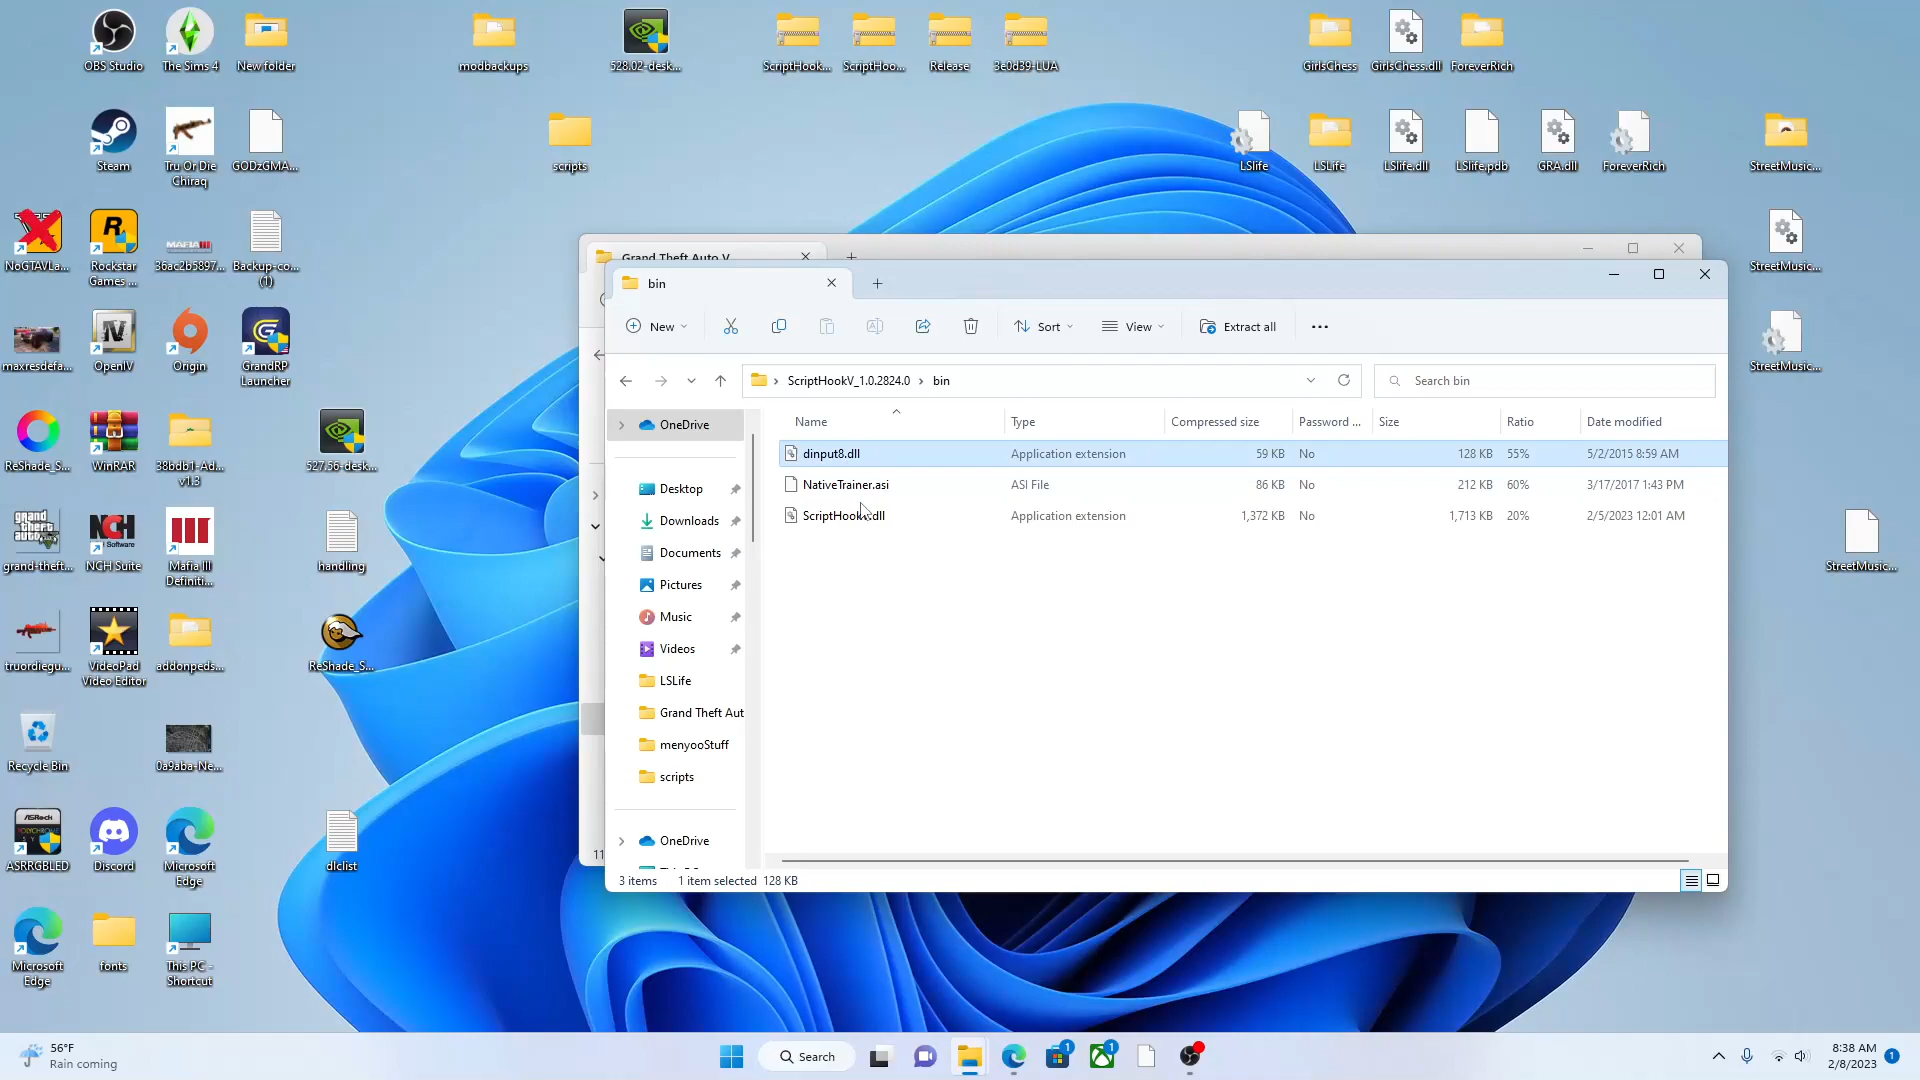 OBS Studio
The Sims 4
New folder
modbackups
528.02-desk...
ScriptHook...
ScriptHoo...
Release
3e0d39-LUA
GirlsChess
GirlsChess.dll
ForeverRich
Steam
Tru Or Die
Chiraq
GODzGMA...
scripts
LSlife
LSLife
LSlife.dll
LSlife.pdb
GRA.dll
ForeverRich
StreetMusic...
NoGTAVLa...
Rockstar
Games ...
36ac2b5897...
Backup-co...
(1)
StreetMusic...
maxresdefa...
OpenIV
Origin
GrandRP
Launcher
StreetMusic...
ReShade_S...
WinRAR
38bdb1-Ad...
v1.3
527.56-desk...
grand-theft...
NCH Suite
Mafia III
Definiti...
handling
StreetMusic...
truordiegu...
VideoPad
Video Editor
addonpeds...
ReShade_S...
Recycle Bin
0a9aba-Ne...
ASRRGBLED
Discord
Microsoft
Edge
dlclist
Microsoft
Edge
fonts
This PC -
Shortcut
Grand Theft Auto V
bin
New
Sort
View
Extract all
ScriptHookV_1.0.2824.0 > bin
Search bin
Name Type Compressed size Password ... Size Ratio Date modified
dinput8.dll Application extension 59 KB No 128 KB 55% 5/2/2015 8:59 AM
NativeTrainer.asi ASI File 86 KB No 212 KB 60% 3/17/2017 1:43 PM
ScriptHookV.dll Application extension 1,372 KB No 1,713 KB 20% 2/5/2023 12:01 AM
OneDrive
Desktop
Downloads
Documents
Pictures
Music
Videos
LSLife
Grand Theft Aut
menyooStuff
scripts
OneDrive
11
3 items 1 item selected 128 KB
56°F
Rain coming
Search
1
1
8:38 AM
2/8/2023
1